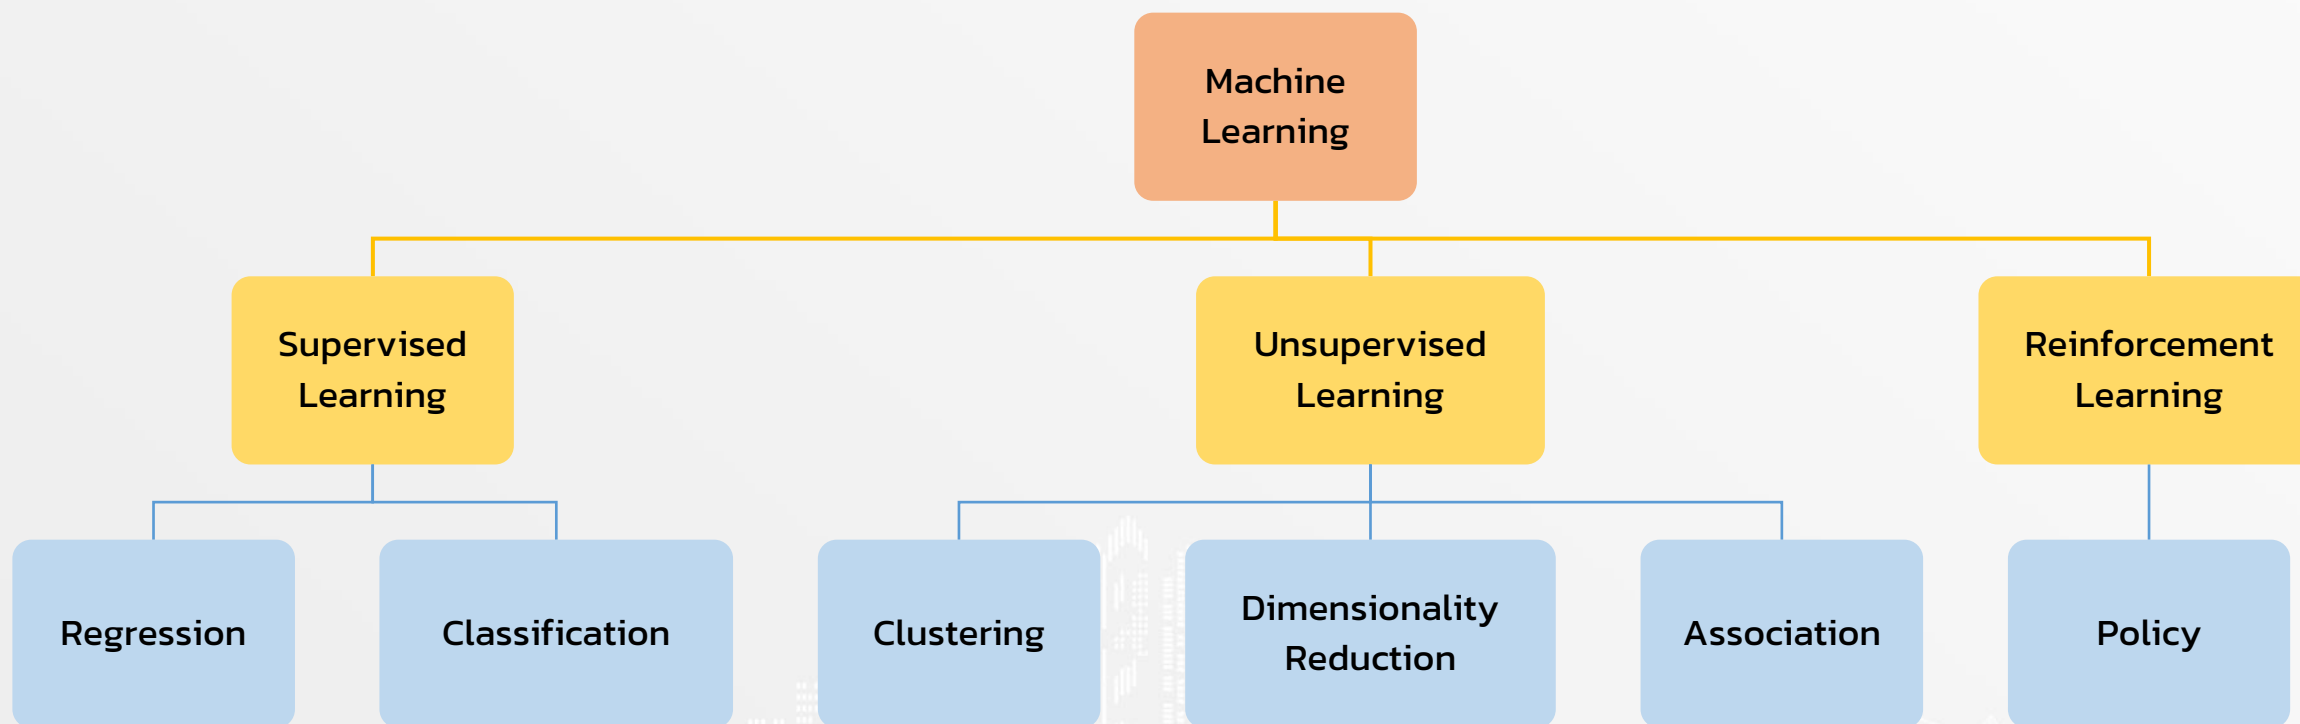 Machine
Learning
Supervised
Learning
Unsupervised
Learning
Reinforcement
Learning
Regression
Classification
Clustering
Dimensionality
Reduction
Association
Policy